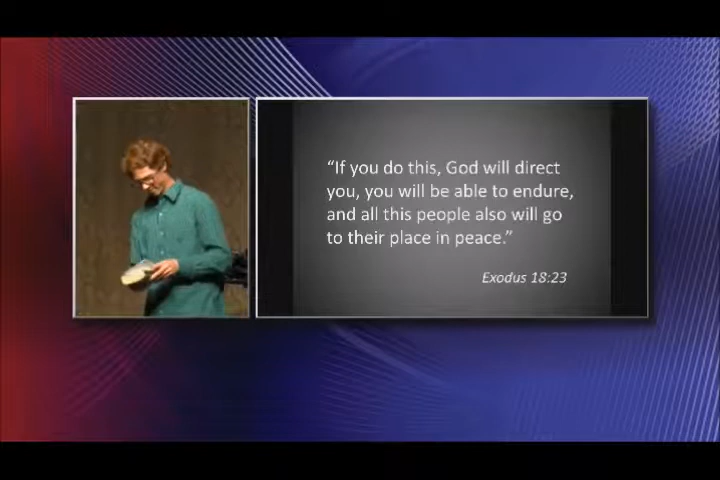 “If you do this, God will direct
you, you will be able to endure,
and all this people also will go
to their place in peace.”
Exodus 18:23